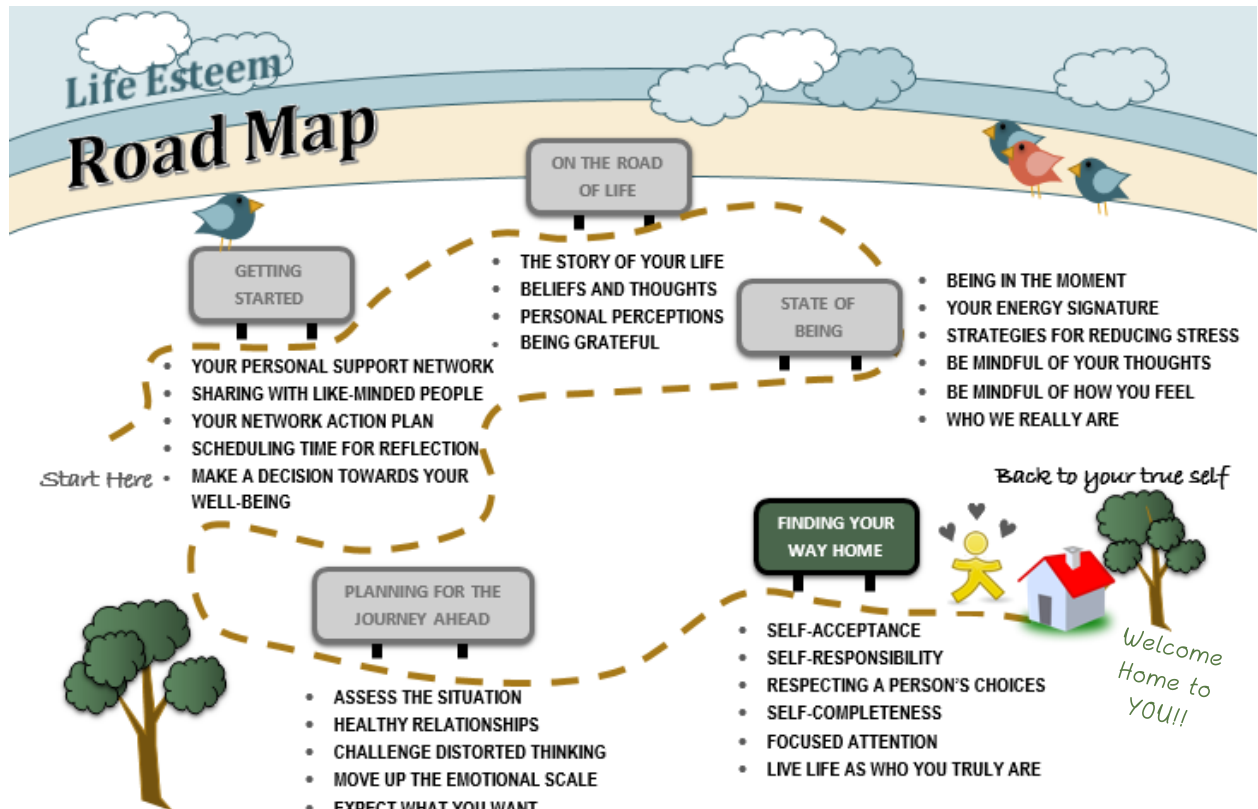 Life Esteem
Road Map
ON THE ROAD
OF LIFE
GETTING
STARTED
THE STORY OF YOUR LIFE
BELIEFS AND THOUGHTS
PERSONAL PERCEPTIONS
BEING GRATEFUL
STATE OF
BEING
BEING IN THE MOMENT
YOUR ENERGY SIGNATURE
STRATEGIES FOR REDUCING STRESS
BE MINDFUL OF YOUR THOUGHTS
BE MINDFUL OF HOW YOU FEEL
WHO WE REALLY ARE
YOUR PERSONAL SUPPORT NETWORK
SHARING WITH LIKE-MINDED PEOPLE
YOUR NETWORK ACTION PLAN
SCHEDULING TIME FOR REFLECTION
MAKE A DECISION TOWARDS YOUR
WELL-BEING
Start Here
Back to your true self
FINDING YOUR
WAY HOME
PLANNING FOR THE
JOURNEY AHEAD
SELF-ACCEPTANCE
SELF-RESPONSIBILITY
RESPECTING A PERSON'S CHOICES
SELF-COMPLETENESS
FOCUSED ATTENTION
LIVE LIFE AS WHO YOU TRULY ARE
Welcome
Home to
YOU!!
ASSESS THE SITUATION
HEALTHY RELATIONSHIPS
CHALLENGE DISTORTED THINKING
MOVE UP THE EMOTIONAL SCALE
EXPECT WHAT YOU WANT